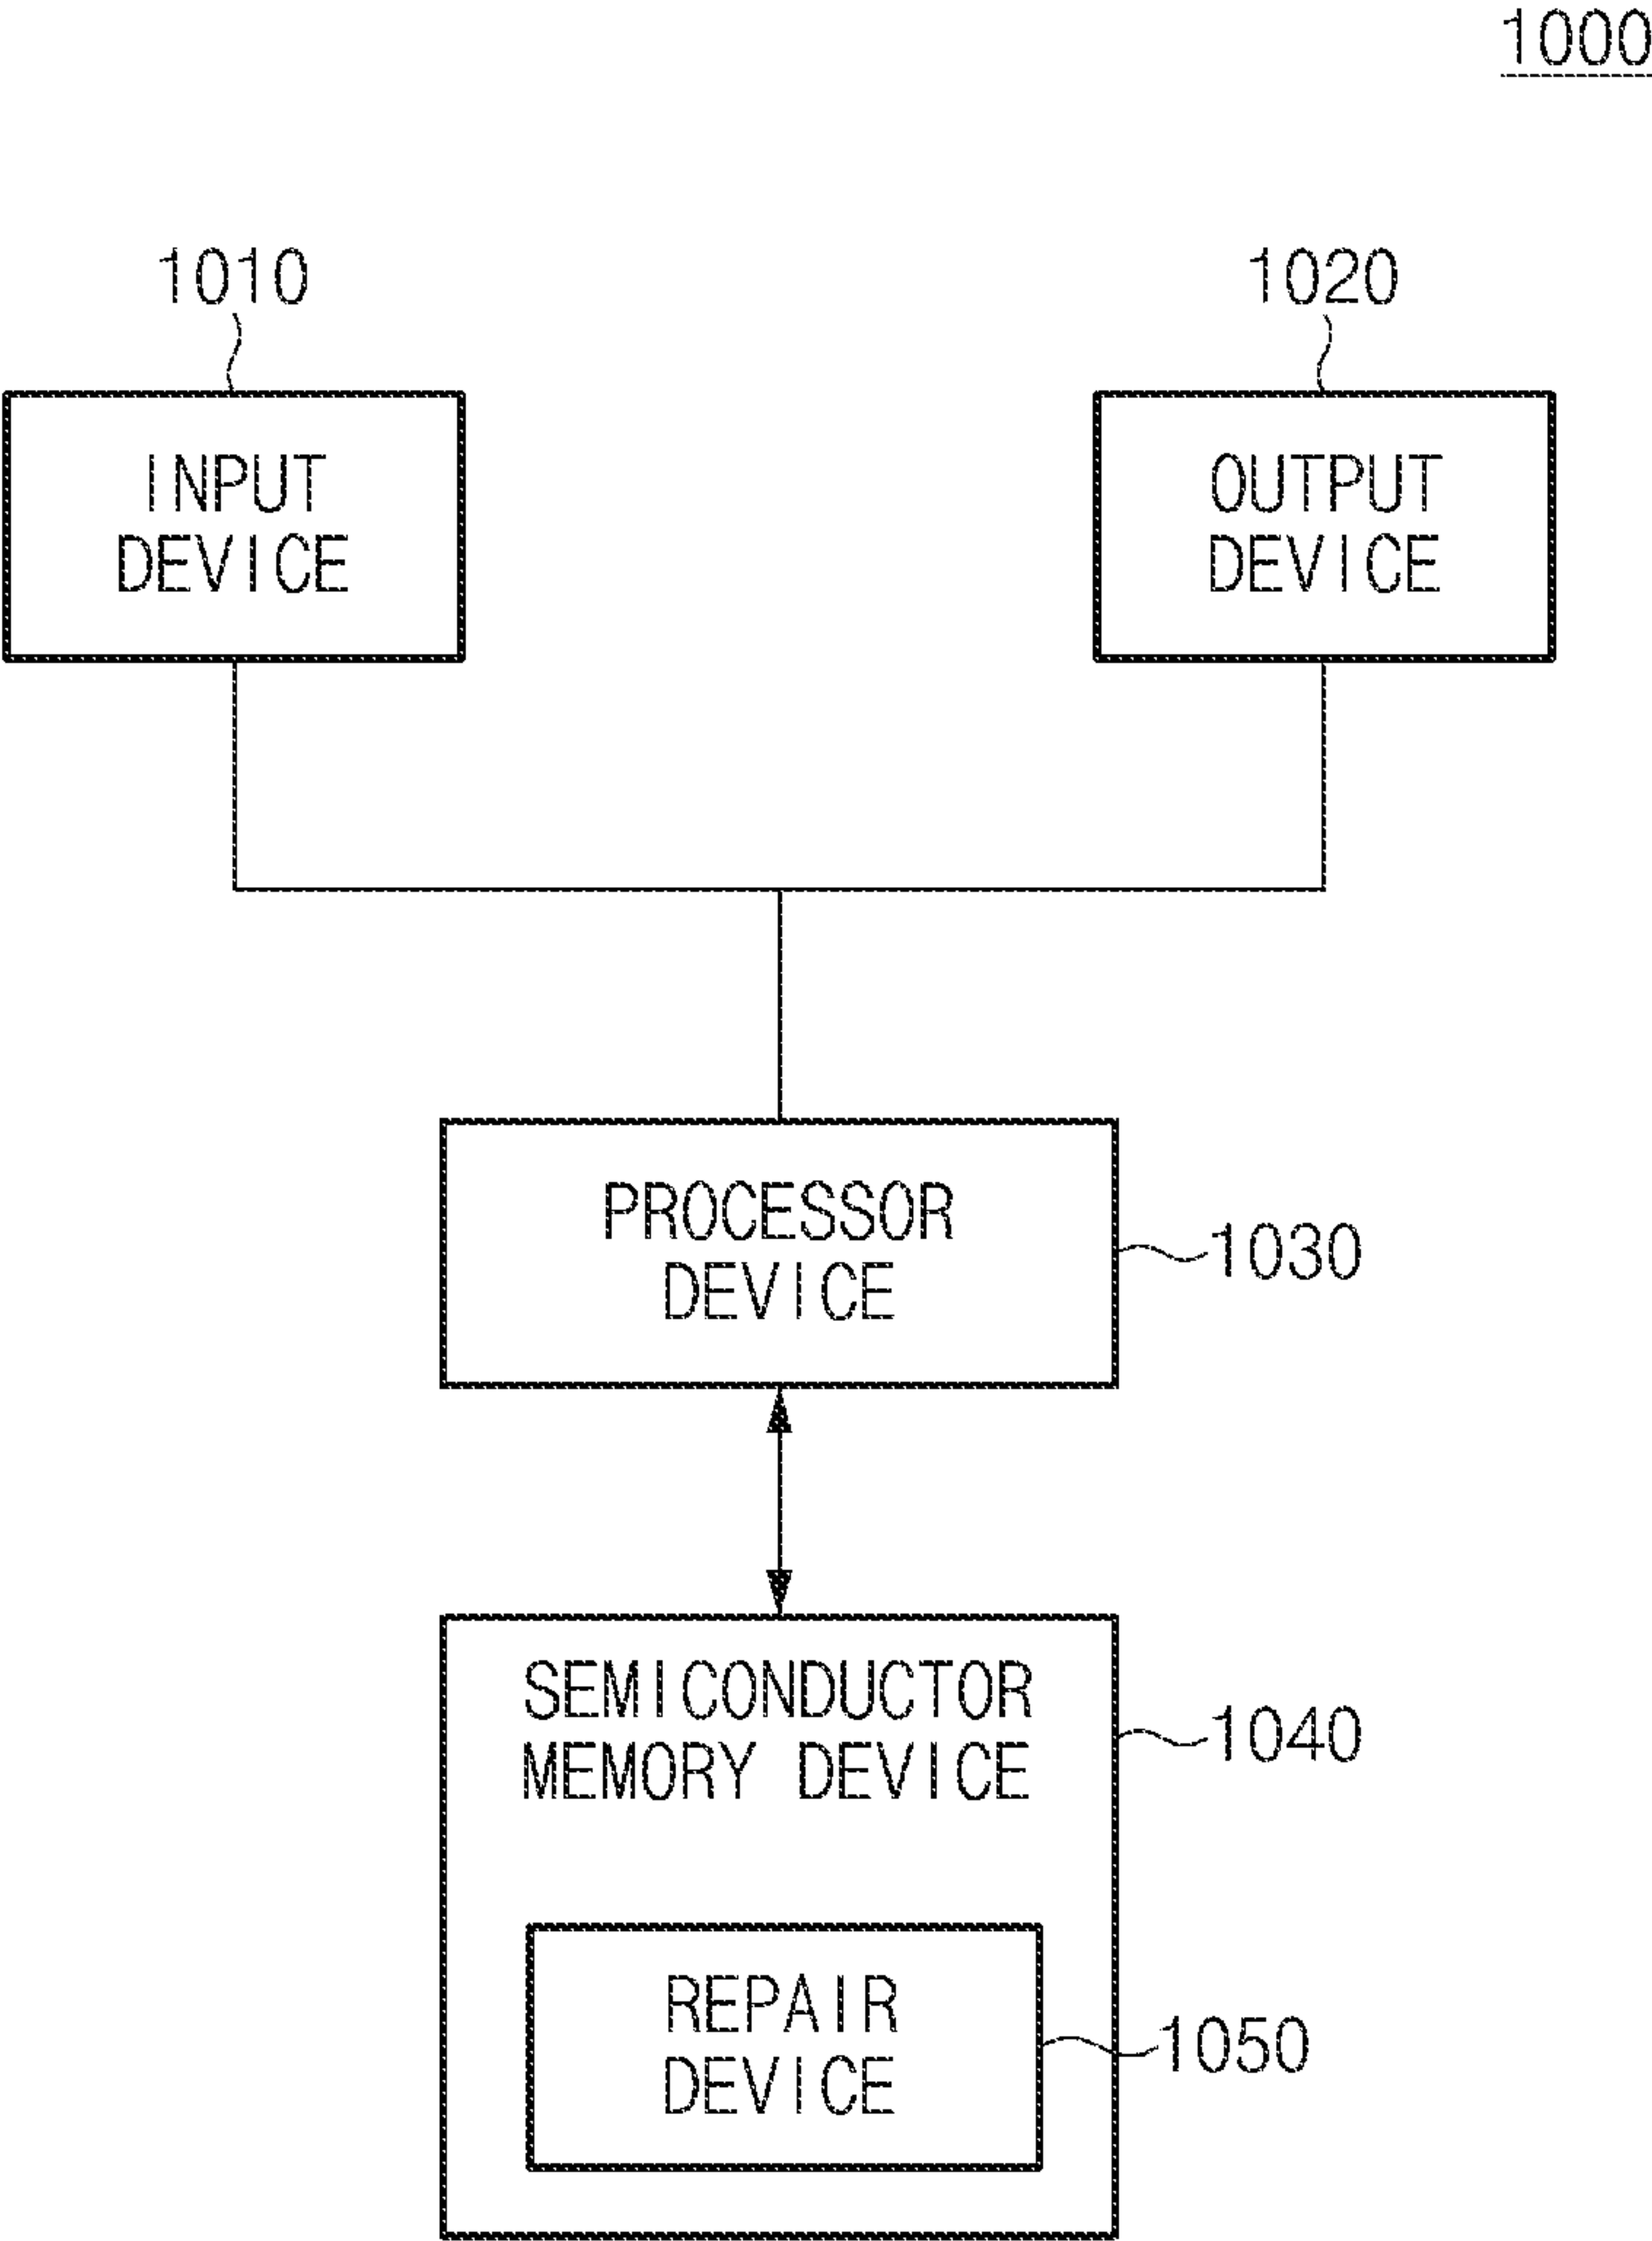 1000
1010
1020
INPUT
DEVICE
OUTPUT
DEVICE
PROCESSOR
DEVICE
1030
SEMICONDUCTOR
MEMORY DEVICE
1040
REPAIR
DEVICE
1050